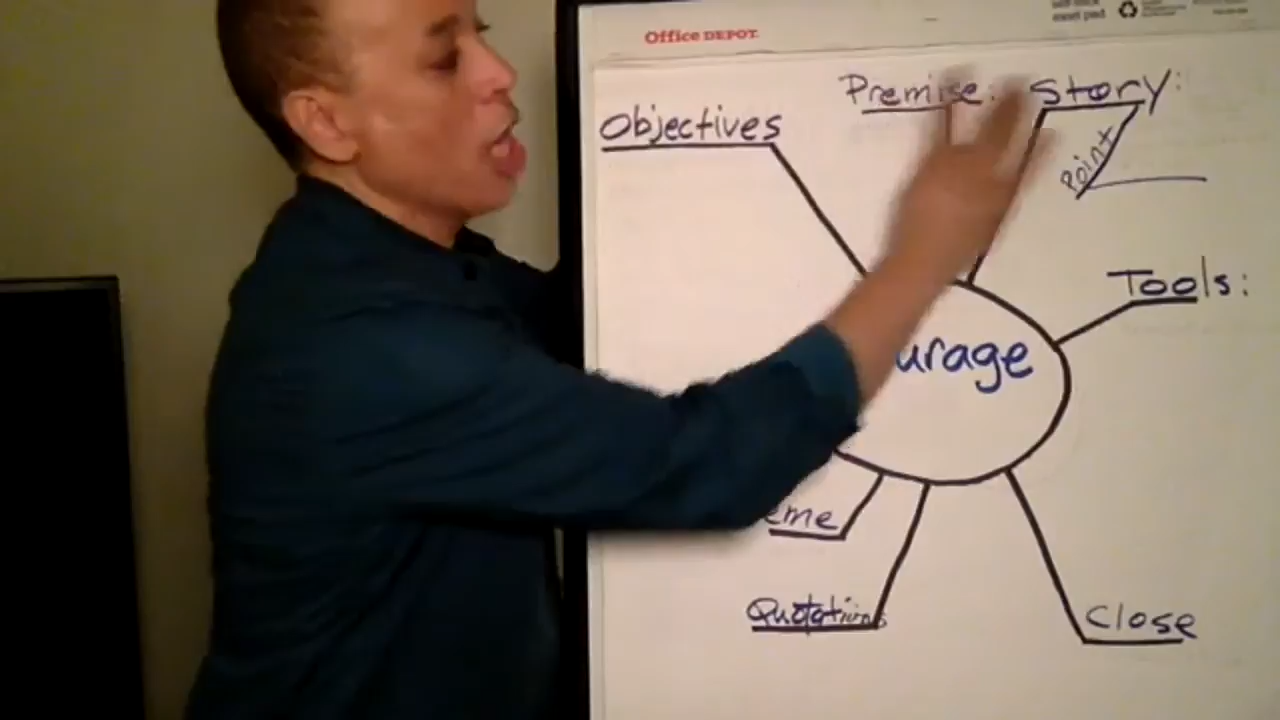 Office DEPOT.
Premise: Story:
Objectives
Point
Tools:
urage
eme
Quotations
Close